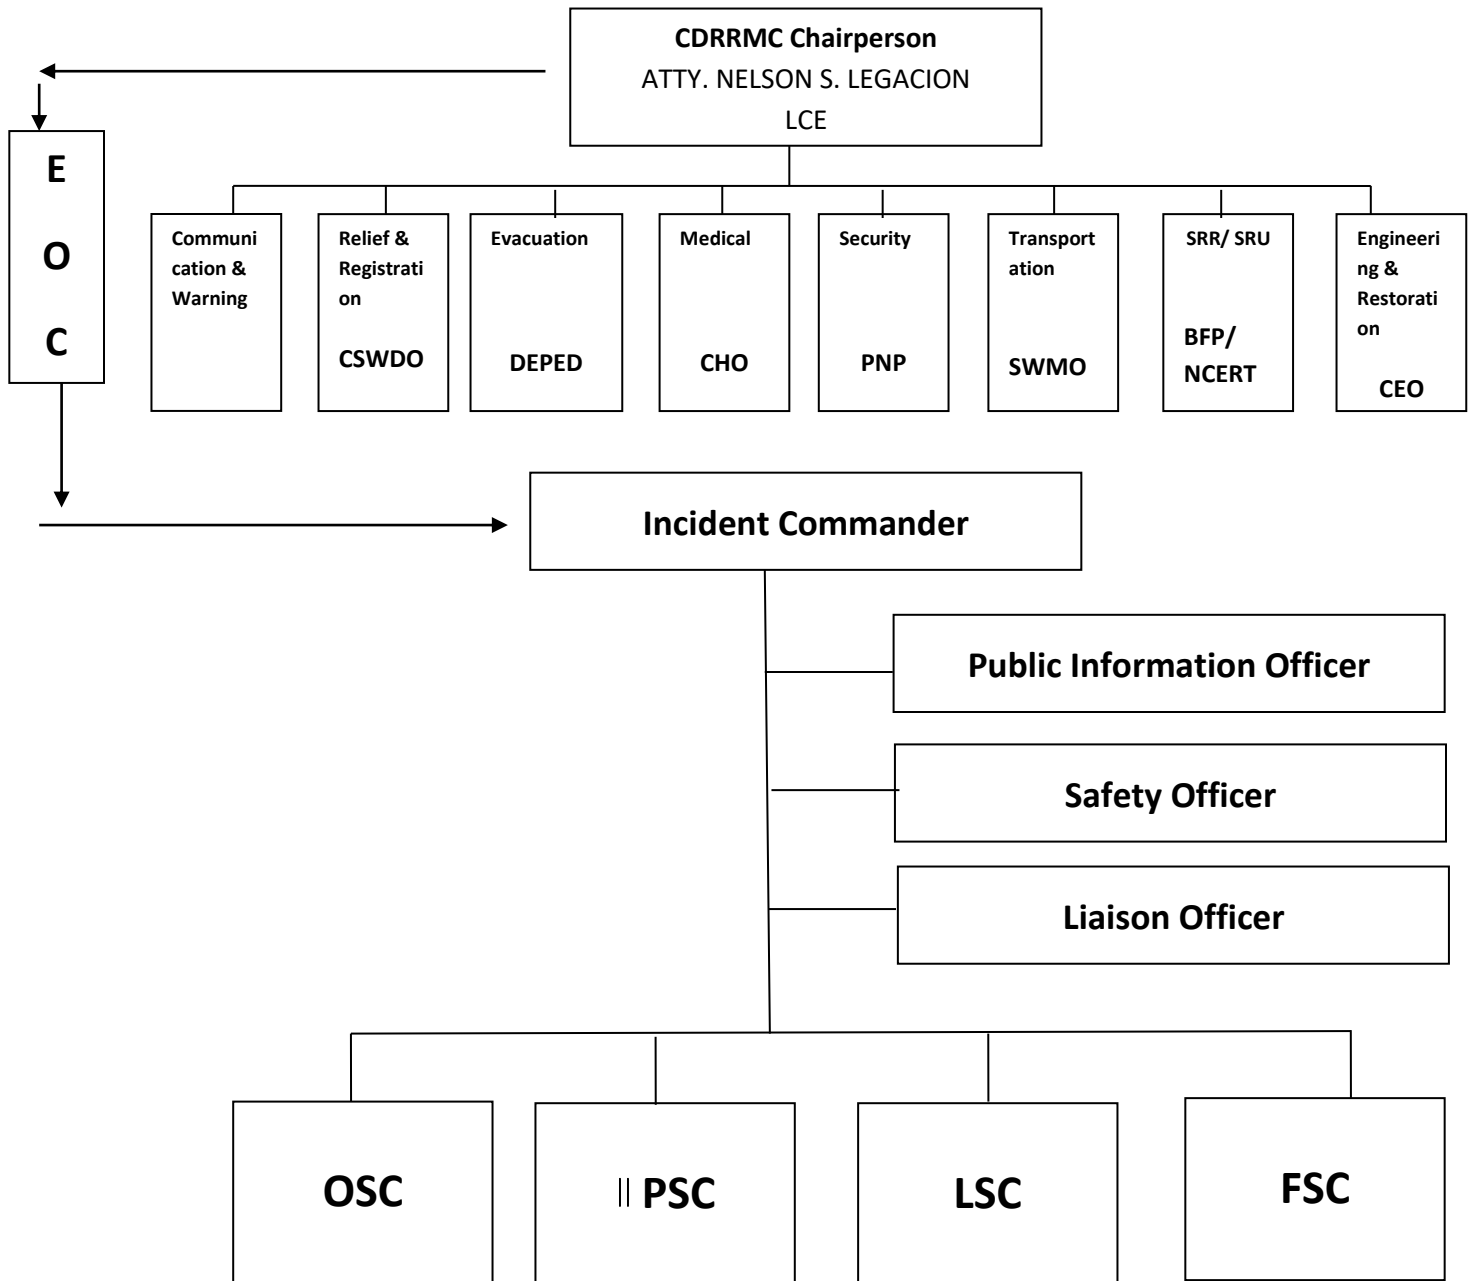 CDRRMC Chairperson
ATTY. NELSON S. LEGACION
LCE
E
O
C
Communi
cation &
Warning
Relief &
Registrati
on
CSWDO
Evacuation
DEPED
Medical
CHO
Security
PNP
Transport
ation
SWMO
SRR/ SRU
BFP/
NCERT
Engineeri
ng &
Restorati
on
CEO
Incident Commander
Public Information Officer
Safety Officer
Liaison Officer
OSC
|| PSC
LSC
FSC